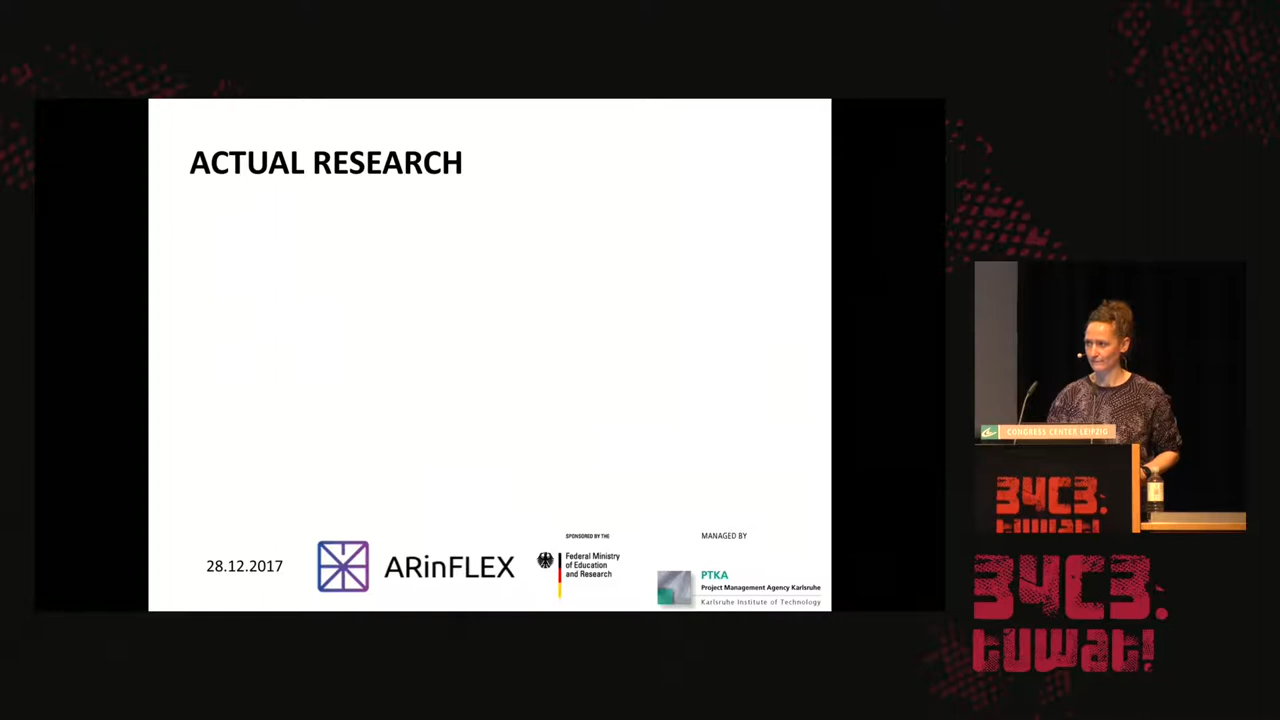 ACTUAL RESEARCH
28.12.2017
ARinFLEX
SPONSORED BY THE
Federal Ministry
of Education
and Research
MANAGED BY
PTKA
Project Management Agency Karlsruhe
Karlsruhe Institute of Technology
CONGRESS CENTER LEIPZIG
34C3.
tuwat!
34C3.
tuwat!